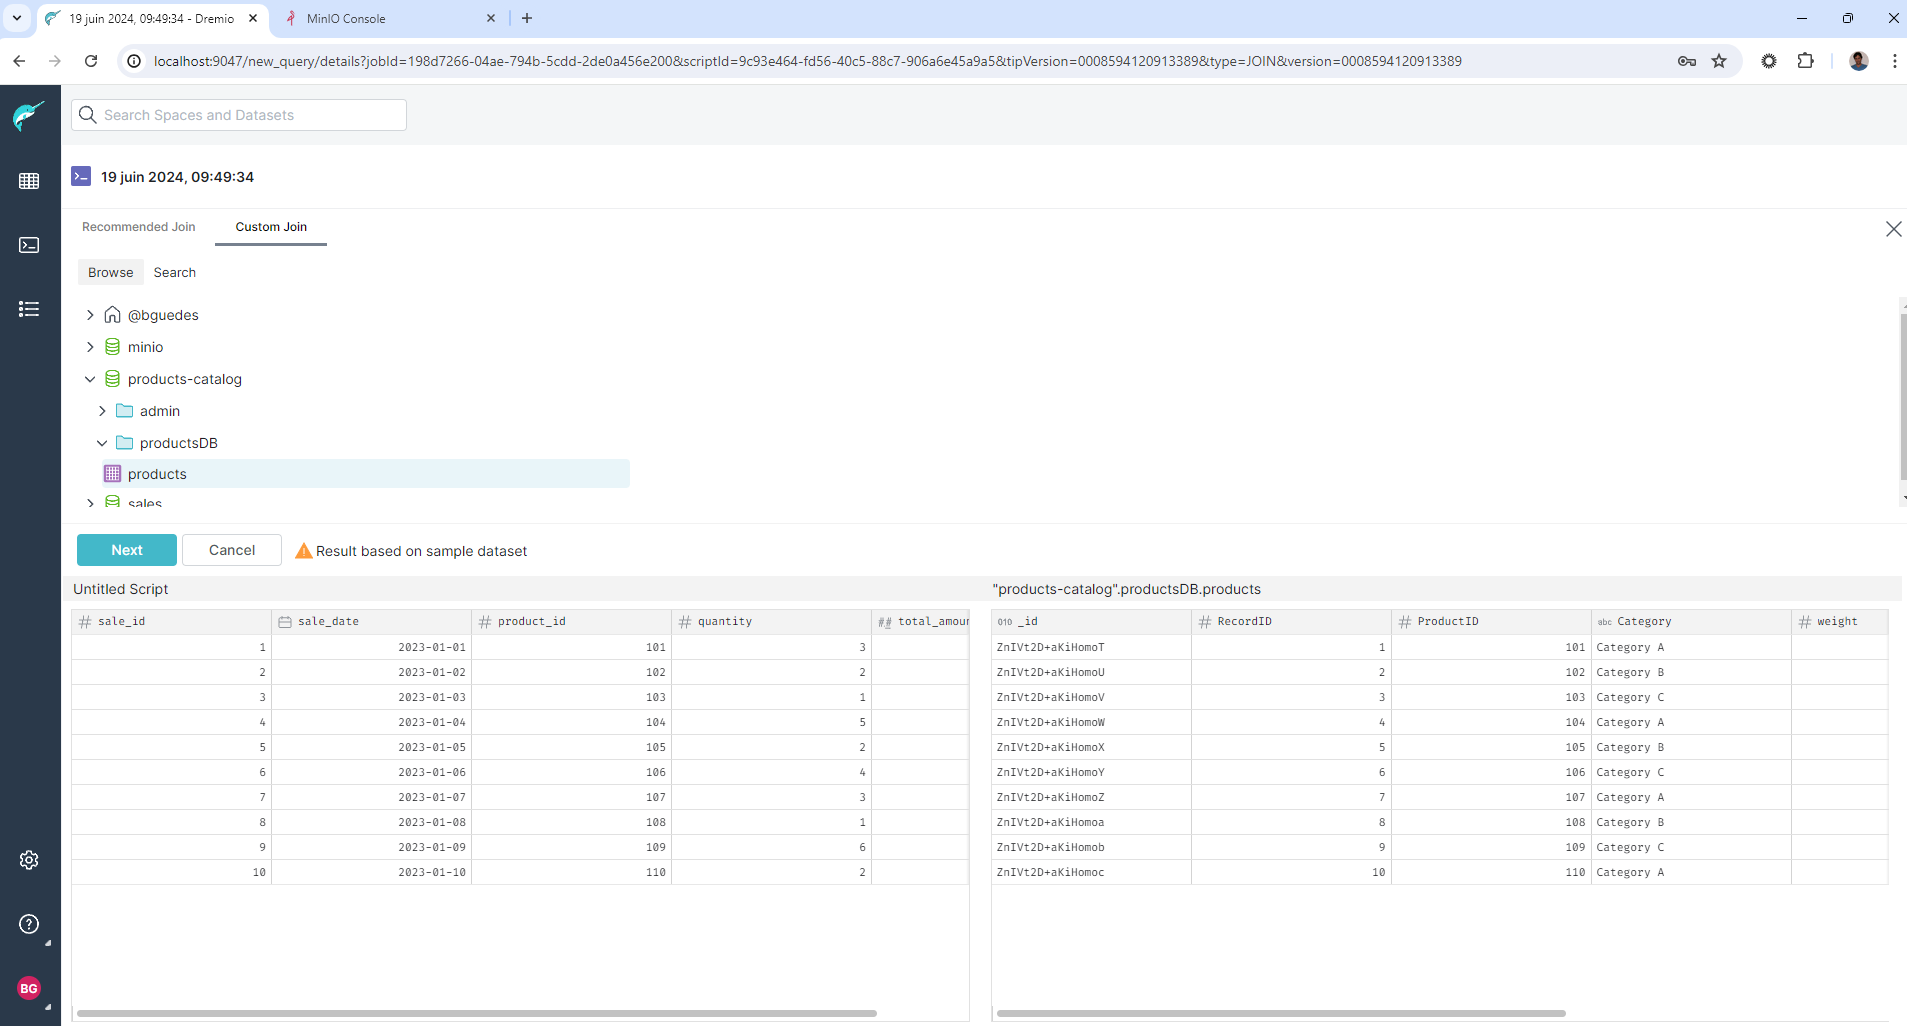 19 juin 2024, 09:49:34 - Dremio
MinIO Console
localhost:9047/new_query/details?jobId=198d7266-04ae-794b-5cdd-2de0a456e200&scriptId=9c93e464-fd56-40c5-88c7-906a6e45a9a5&tipVersion=0008594120913389&type=JOIN&version=0008594120913389
Search Spaces and Datasets
19 juin 2024, 09:49:34
Recommended Join Custom Join
Browse Search
@bguedes
minio
products-catalog
admin
productsDB
products
sales
Next Cancel Result based on sample dataset
Untitled Script "products-catalog".productsDB.products
# sale_id sale_date # product_id # quantity ## total_amour 010 _id # RecordID # ProductID abc Category # weight
1 2023-01-01 101 3 ZnIVt2D+aKiHomoT 1 101 Category A
2 2023-01-02 102 2 ZnIVt2D+aKiHomoU 2 102 Category B
3 2023-01-03 103 1 ZnIVt2D+aKiHomoV 3 103 Category C
4 2023-01-04 104 5 ZnIVt2D+aKiHomoW 4 104 Category A
5 2023-01-05 105 2 ZnIVt2D+aKiHomoX 5 105 Category B
6 2023-01-06 106 4 ZnIVt2D+aKiHomoY 6 106 Category C
7 2023-01-07 107 3 ZnIVt2D+aKiHomoZ 7 107 Category A
8 2023-01-08 108 1 ZnIVt2D+aKiHomoa 8 108 Category B
9 2023-01-09 109 6 ZnIVt2D+aKiHomob 9 109 Category C
10 2023-01-10 110 2 ZnIVt2D+aKiHomoc 10 110 Category A
BG